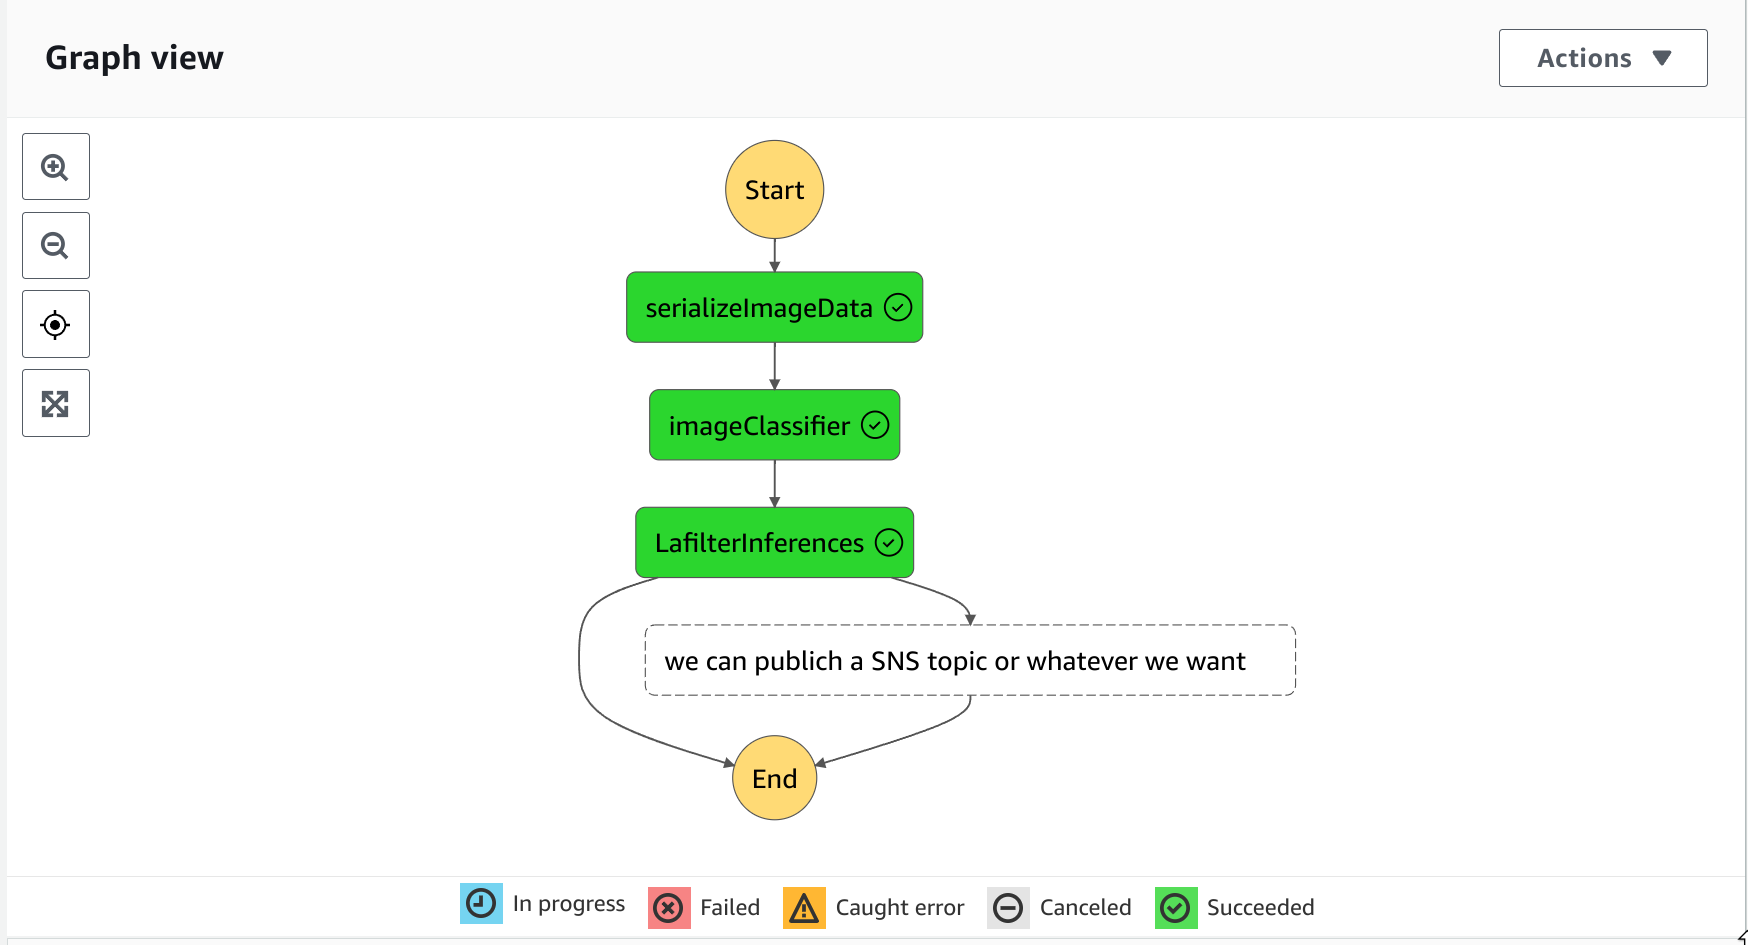 Graph view
Actions
Start
serializeImageData
imageClassifier
LafilterInferences
we can publich a SNS topic or whatever we want
End
In progress
Failed
Caught error
Canceled
Succeeded